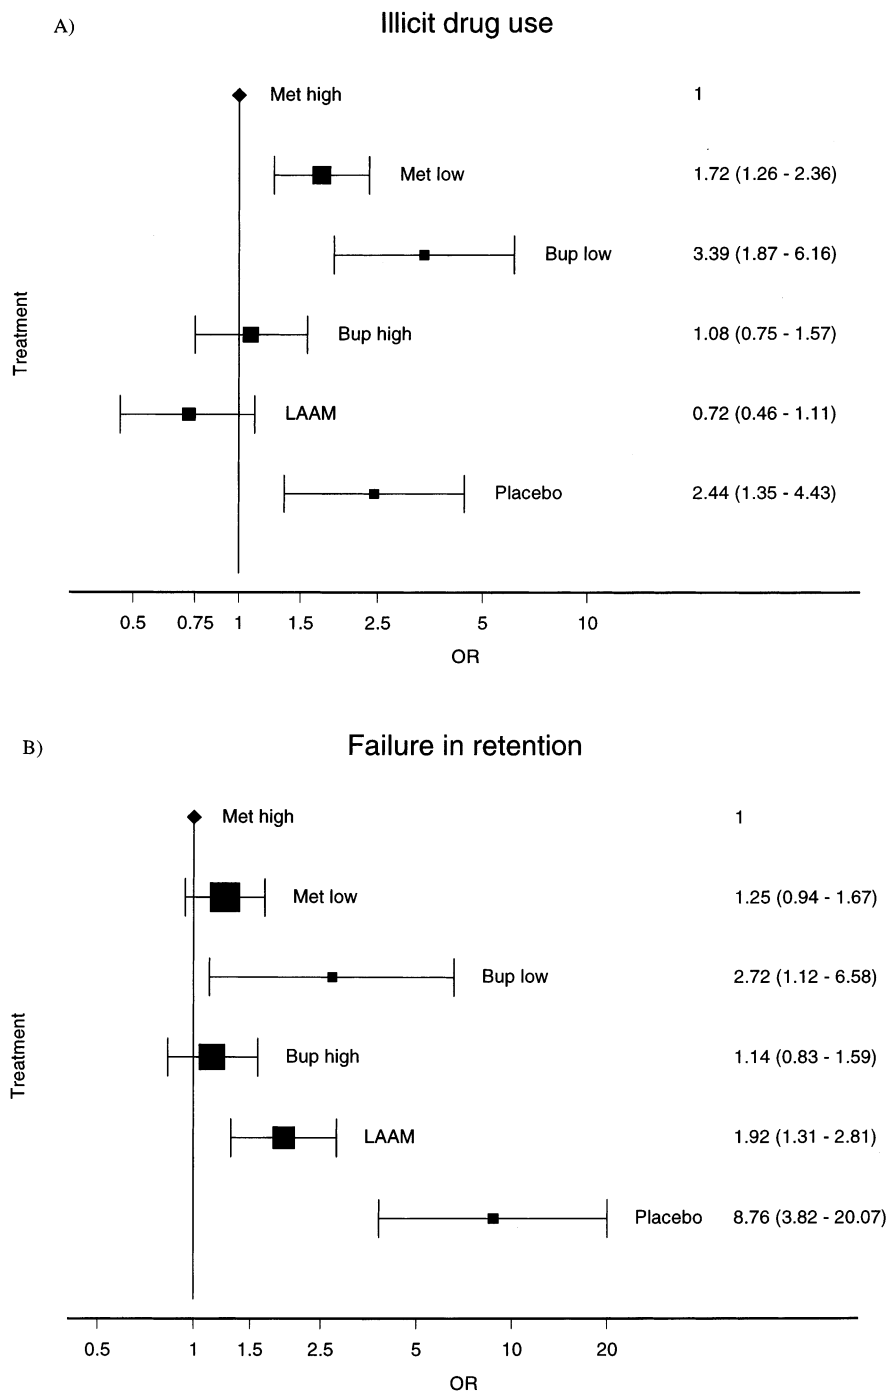 A)
Illicit drug use
Met high 1
Met low 1.72 (1.26 - 2.36)
Bup low 3.39 (1.87 - 6.16)
Bup high 1.08 (0.75 - 1.57)
LAAM 0.72 (0.46 - 1.11)
Placebo 2.44 (1.35 - 4.43)
Treatment
0.5 0.75 1 1.5 2.5 5 10
OR
B)
Failure in retention
Met high 1
Met low 1.25 (0.94 - 1.67)
Bup low 2.72 (1.12 - 6.58)
Bup high 1.14 (0.83 - 1.59)
LAAM 1.92 (1.31 - 2.81)
Placebo 8.76 (3.82 - 20.07)
Treatment
0.5 1 1.5 2.5 5 10 20
OR